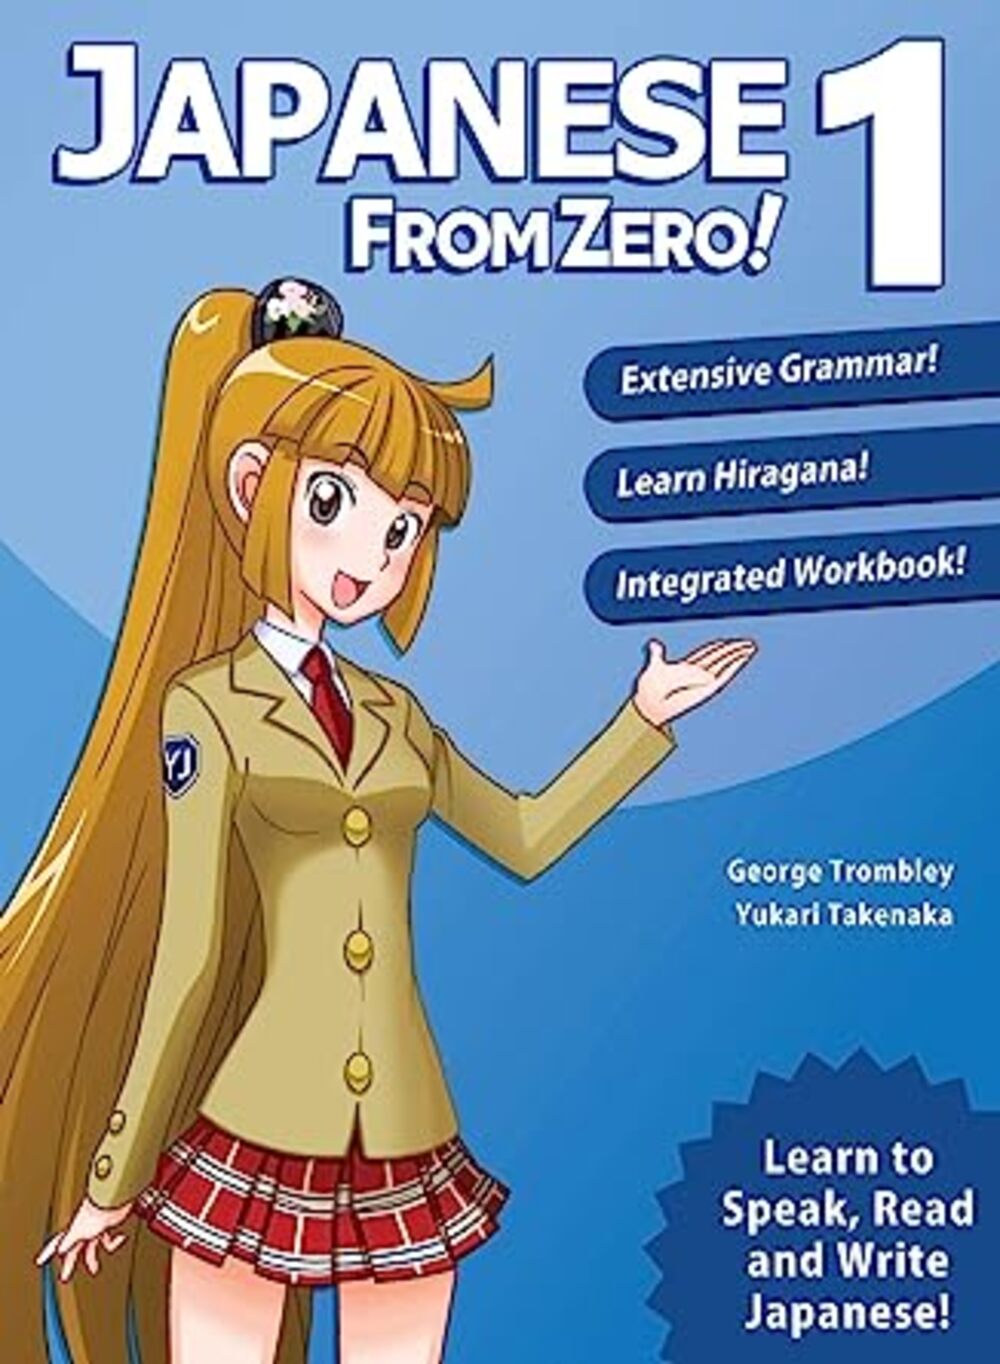 JAPANESE 1
FROM ZERO!
Extensive Grammar!
Learn Hiragana!
Integrated Workbook!
YJ
George Trombley
Yukari Takenaka
Learn to
Speak, Read
and Write
Japanese!